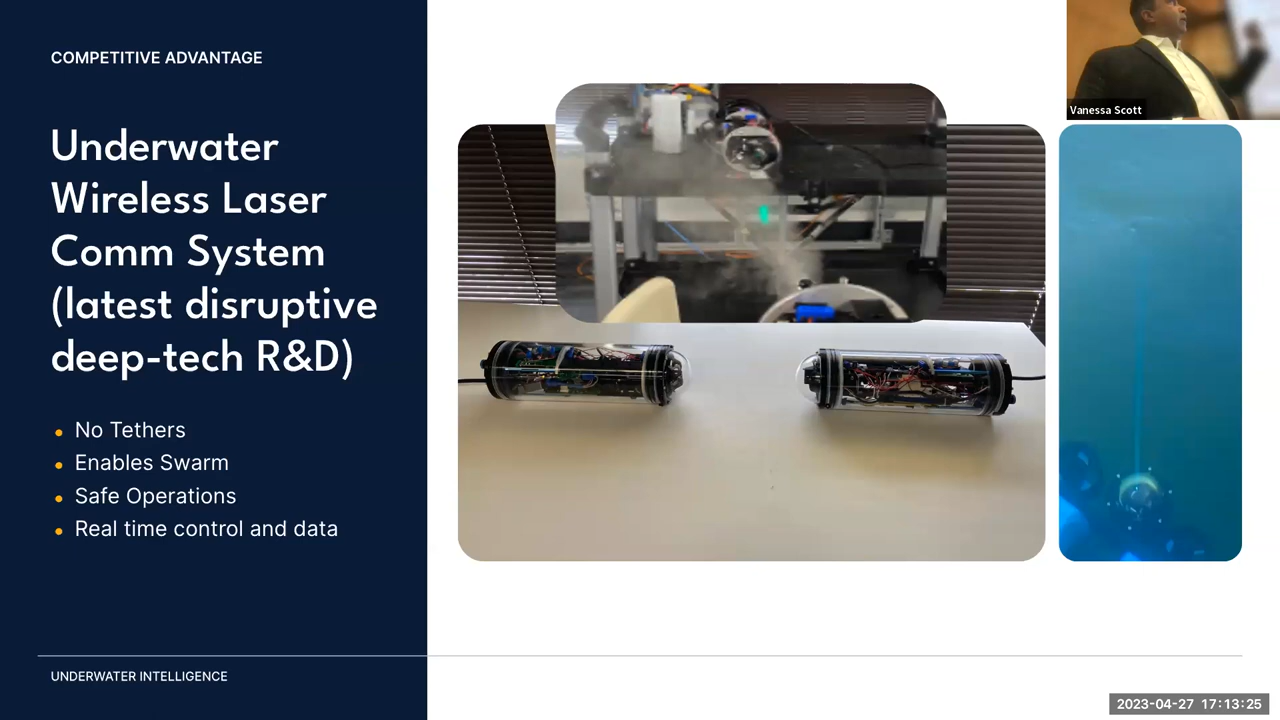 COMPETITIVE ADVANTAGE
Underwater
Wireless Laser
Comm System
(latest disruptive
deep-tech R&D)
No Tethers
Enables Swarm
Safe Operations
Real time control and data
UNDERWATER INTELLIGENCE
Vanessa Scott
2023-04-27 17:13:25